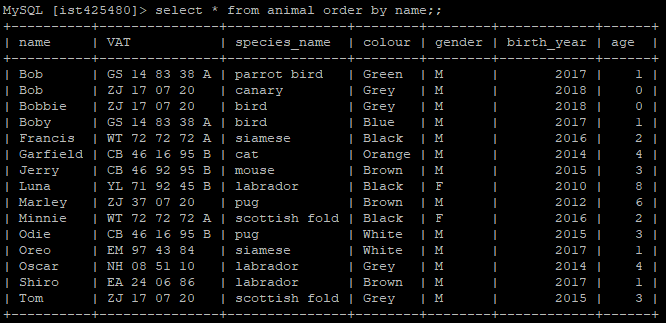 MySQL [ist425480]> select * from animal order by name;;
+----------+---------------+---------------+--------+--------+------------+------+
| name     | VAT           | species_name  | colour | gender | birth_year | age  |
+----------+---------------+---------------+--------+--------+------------+------+
| Bob      | GS 14 83 38 A | parrot bird   | Green  | M      |       2017 |    1 |
| Bob      | ZJ 17 07 20   | canary        | Grey   | M      |       2018 |    0 |
| Bobbie   | ZJ 17 07 20   | bird          | Grey   | M      |       2018 |    0 |
| Boby     | GS 14 83 38 A | bird          | Blue   | M      |       2017 |    1 |
| Francis  | WT 72 72 72 A | siamese       | Black  | M      |       2016 |    2 |
| Garfield | CB 46 16 95 B | cat           | Orange | M      |       2014 |    4 |
| Jerry    | CB 46 92 95 B | mouse         | Brown  | M      |       2015 |    3 |
| Luna     | YL 71 92 45 B | labrador      | Black  | F      |       2010 |    8 |
| Marley   | ZJ 37 07 20   | pug           | Brown  | M      |       2012 |    6 |
| Minnie   | WT 72 72 72 A | scottish fold | Black  | F      |       2016 |    2 |
| Odie     | CB 46 16 95 B | pug           | White  | M      |       2015 |    3 |
| Oreo     | EM 97 43 84   | siamese       | White  | M      |       2017 |    1 |
| Oscar    | NH 08 51 10   | labrador      | Grey   | M      |       2014 |    4 |
| Shiro    | EA 24 06 86   | labrador      | Brown  | M      |       2017 |    1 |
| Tom      | ZJ 17 07 20   | scottish fold | Grey   | M      |       2015 |    3 |
+----------+---------------+---------------+--------+--------+------------+------+